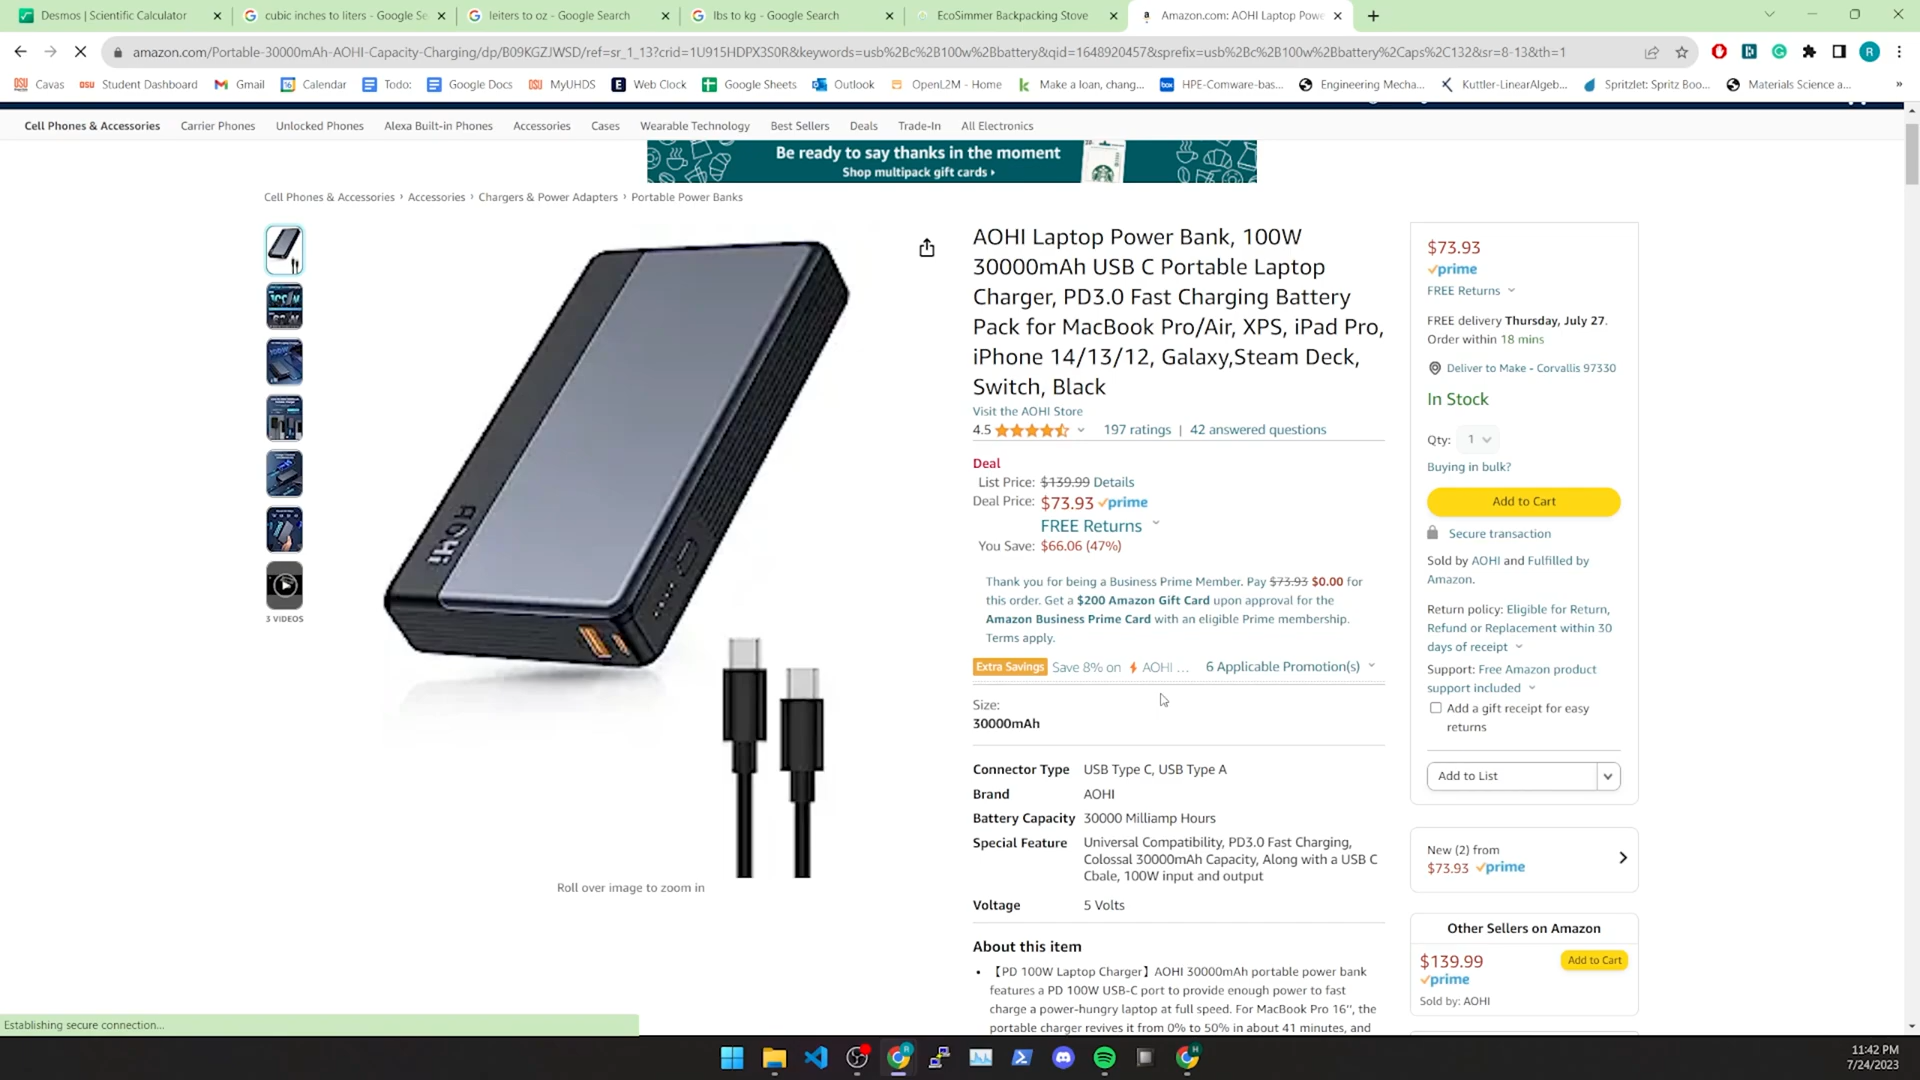 Desmos | Scientific Calculator
cubic inches to liters - Google Se
leiters to oz - Google Search
lbs to kg - Google Search
EcoSimmer Backpacking Stove
Amazon.com: AOHI Laptop Powe
amazon.com/Portable-30000mAh-AOHI-Capacity-Charging/dp/B09KGZJWSD/ref=sr_1_13?crid=1U915HDPX3S0R&keywords=usb%2Bc%2B100w%2Bbattery&qid=1648920457&sprefix=usb%2Bc%2B100w%2Bbattery%2Caps%2C132&sr=8-13&th=1
R
Cavas
Student Dashboard
Gmail
Calendar
Todo:
Google Docs
MyUHDS
Web Clock
Google Sheets
Outlook
OpenL2M - Home
Make a loan, chang...
HPE-Comware-bas...
Engineering Mecha...
Kuttler-LinearAlgeb...
Spritzlet: Spritz Boo...
Materials Science a...
Cell Phones & Accessories
Carrier Phones
Unlocked Phones
Alexa Built-in Phones
Accessories
Cases
Wearable Technology
Best Sellers
Deals
Trade-In
All Electronics
Be ready to say thanks in the moment
Shop multipack gift cards ›
Cell Phones & Accessories › Accessories › Chargers & Power Adapters › Portable Power Banks
AOHI
3 VIDEOS
Roll over image to zoom in
AOHI Laptop Power Bank, 100W
30000mAh USB C Portable Laptop
Charger, PD3.0 Fast Charging Battery
Pack for MacBook Pro/Air, XPS, iPad Pro,
iPhone 14/13/12, Galaxy,Steam Deck,
Switch, Black
Visit the AOHI Store
4.5 197 ratings | 42 answered questions
Deal
List Price: $139.99 Details
Deal Price: $73.93 prime
FREE Returns
You Save: $66.06 (47%)
Thank you for being a Business Prime Member. Pay $73.93 $0.00 for
this order. Get a $200 Amazon Gift Card upon approval for the
Amazon Business Prime Card with an eligible Prime membership.
Terms apply.
Extra Savings Save 8% on AOHI ... 6 Applicable Promotion(s)
Size:
30000mAh
Connector Type USB Type C, USB Type A
Brand AOHI
Battery Capacity 30000 Milliamp Hours
Special Feature Universal Compatibility, PD3.0 Fast Charging,
Colossal 30000mAh Capacity, Along with a USB C
Cbale, 100W input and output
Voltage 5 Volts
About this item
• 【PD 100W Laptop Charger】AOHI 30000mAh portable power bank
features a PD 100W USB-C port to provide enough power to fast
charge a power-hungry laptop at full speed. For MacBook Pro 16'', the
portable charger revives it from 0% to 50% in about 41 minutes, and
$73.93
prime
FREE Returns
FREE delivery Thursday, July 27.
Order within 18 mins
Deliver to Make - Corvallis 97330
In Stock
Qty: 1
Buying in bulk?
Add to Cart
Secure transaction
Sold by AOHI and Fulfilled by
Amazon.
Return policy: Eligible for Return,
Refund or Replacement within 30
days of receipt
Support: Free Amazon product
support included
Add a gift receipt for easy
returns
Add to List
New (2) from
$73.93 prime
Other Sellers on Amazon
$139.99 Add to Cart
prime
Sold by: AOHI
Establishing secure connection...
11:42 PM
7/24/2023